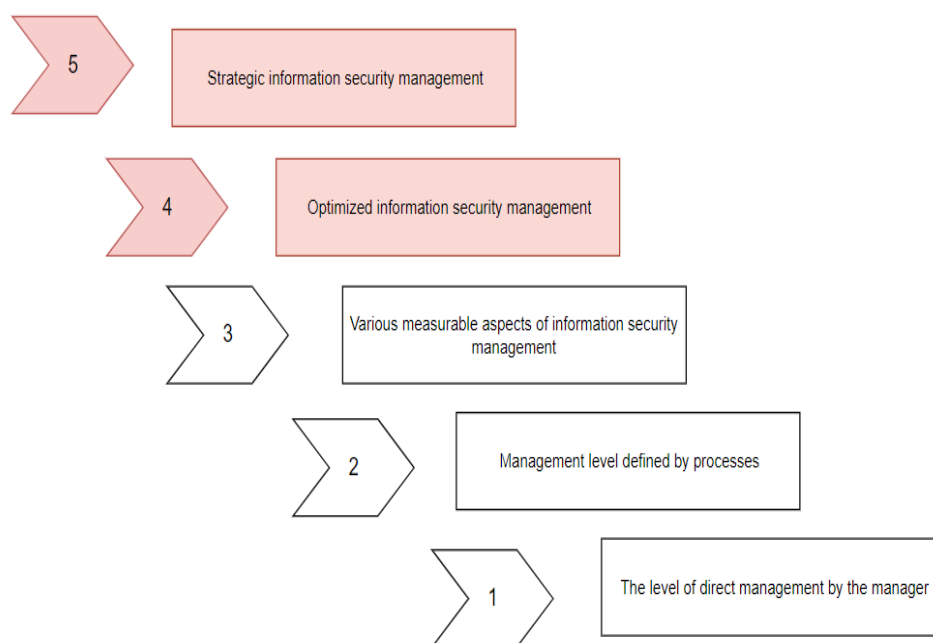 5
Strategic information security management
4
Optimized information security management
3
Various measurable aspects of information security
management
2
Management level defined by processes
1
The level of direct management by the manager